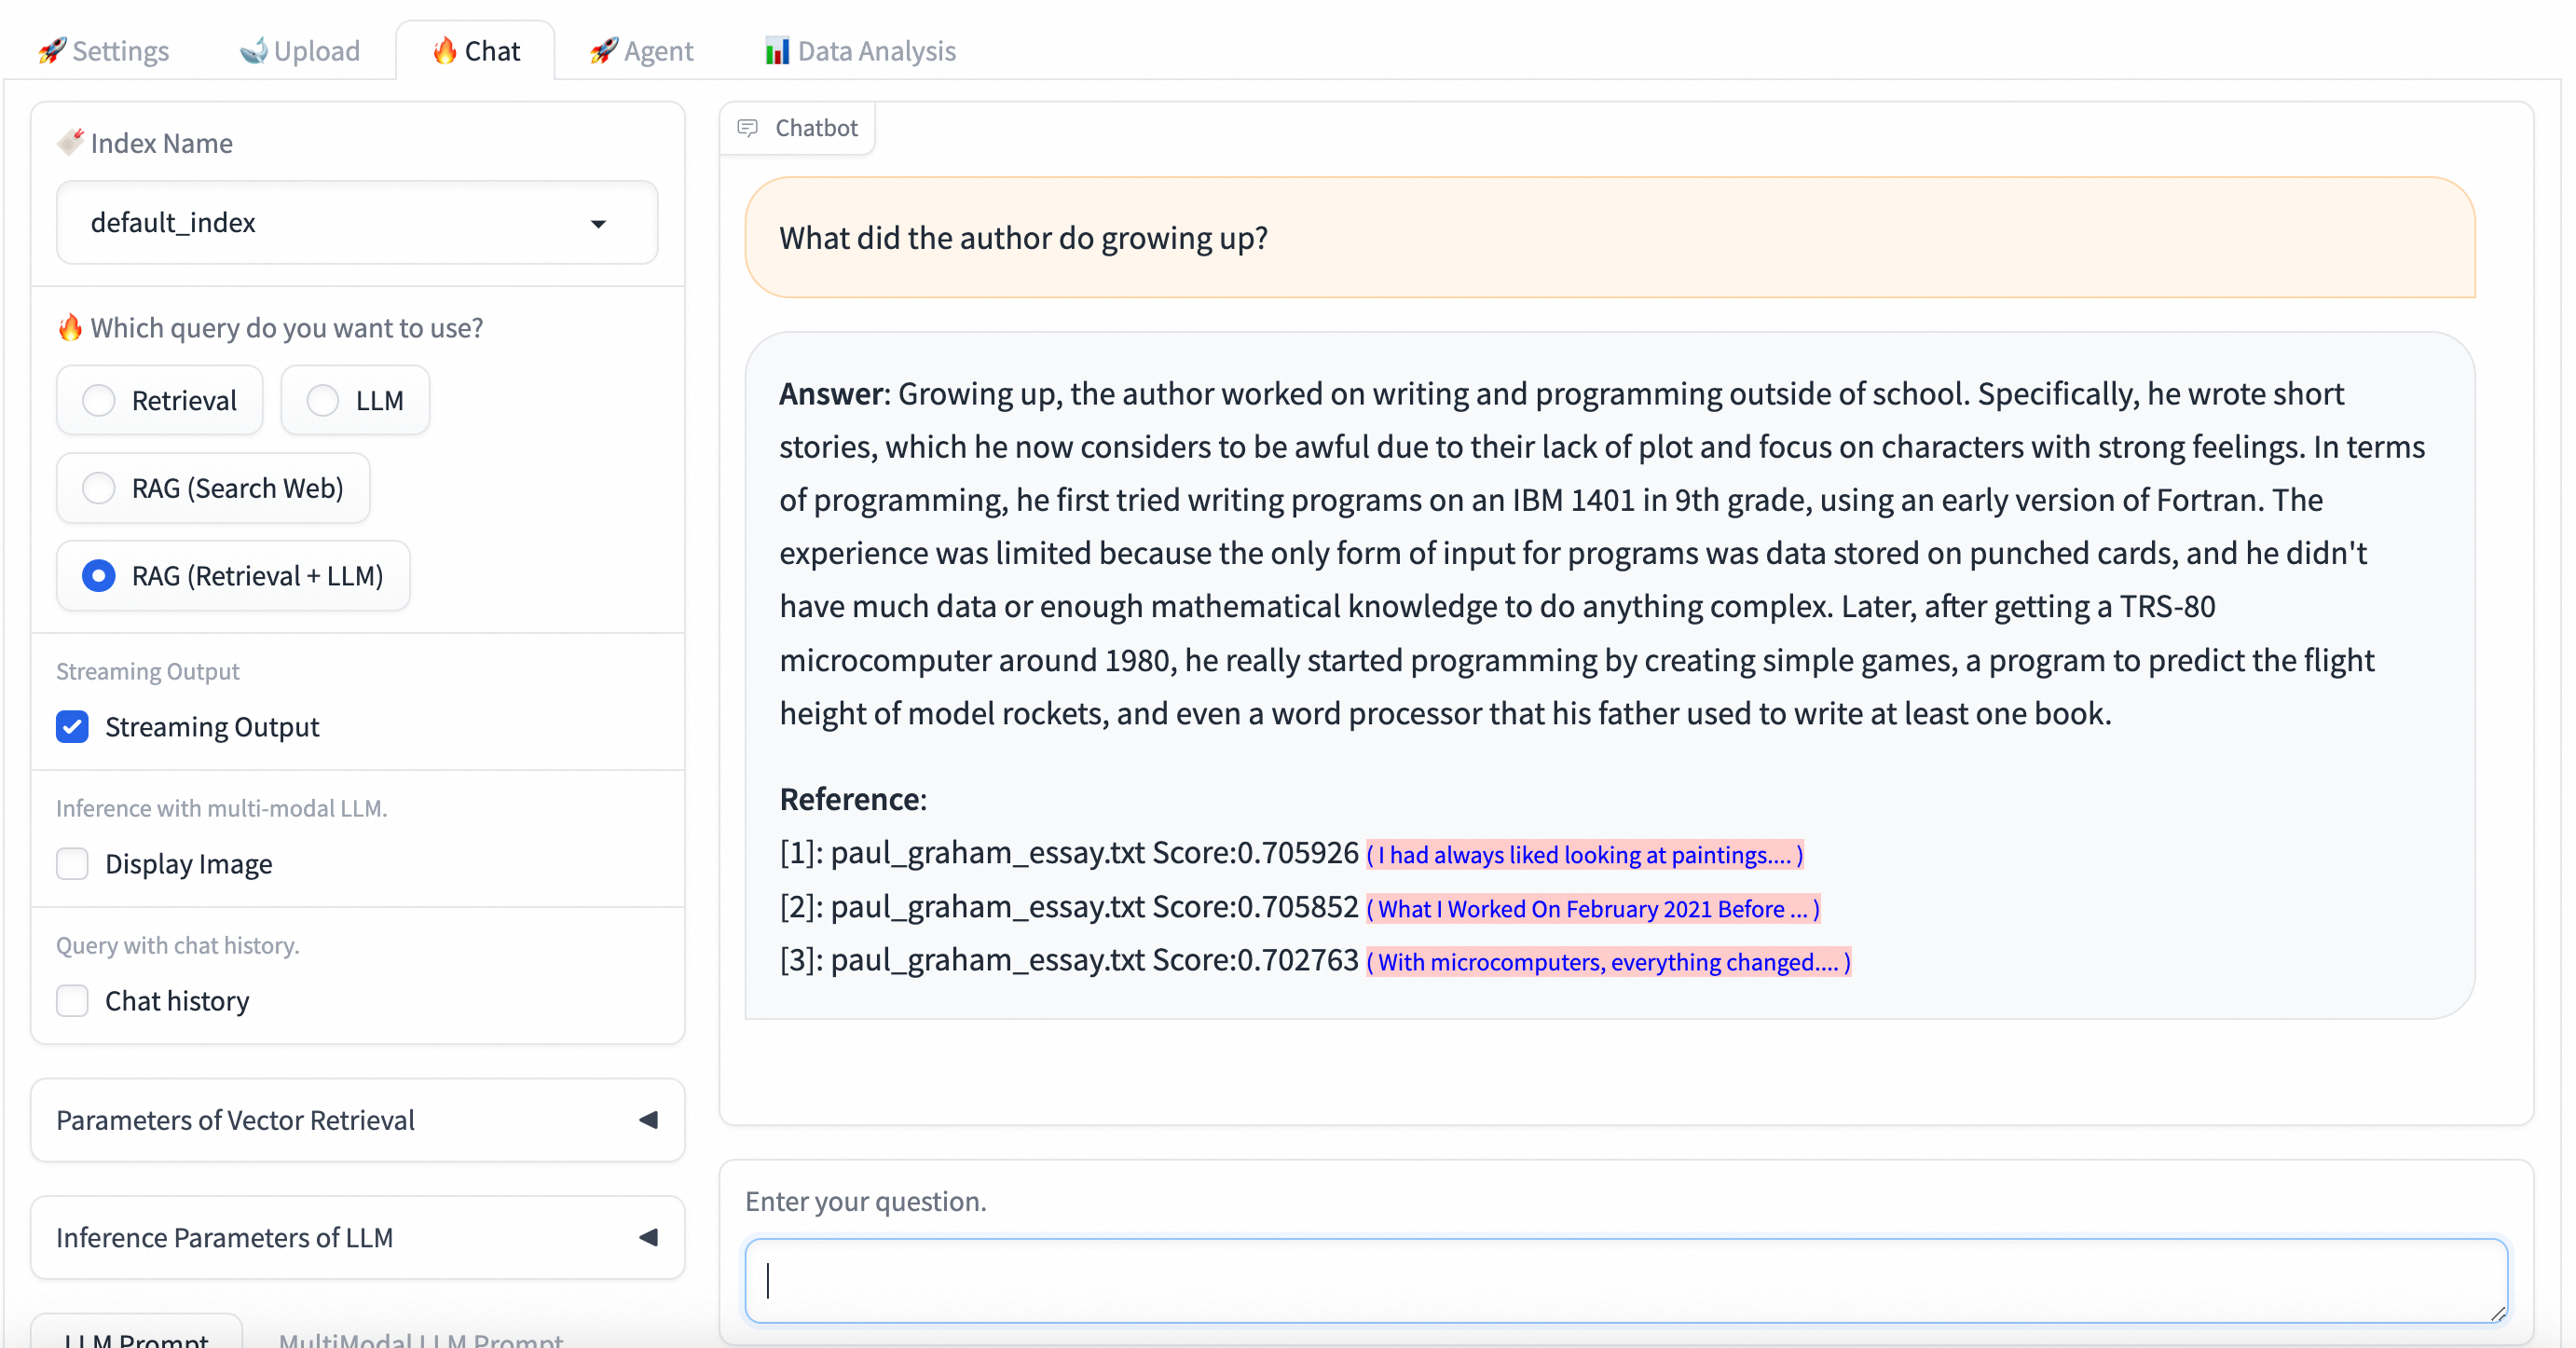 🚀 Settings 🐋 Upload 🔥 Chat 🚀 Agent 📊 Data Analysis
Index Name
default_index
🔥 Which query do you want to use?
Retrieval LLM
RAG (Search Web)
RAG (Retrieval + LLM)
Streaming Output
Streaming Output
Inference with multi-modal LLM.
Display Image
Query with chat history.
Chat history
Parameters of Vector Retrieval
Inference Parameters of LLM
LLM Prompt MultiModal LLM Prompt
Chatbot
What did the author do growing up?
Answer: Growing up, the author worked on writing and programming outside of school. Specifically, he wrote short
stories, which he now considers to be awful due to their lack of plot and focus on characters with strong feelings. In terms
of programming, he first tried writing programs on an IBM 1401 in 9th grade, using an early version of Fortran. The
experience was limited because the only form of input for programs was data stored on punched cards, and he didn't
have much data or enough mathematical knowledge to do anything complex. Later, after getting a TRS-80
microcomputer around 1980, he really started programming by creating simple games, a program to predict the flight
height of model rockets, and even a word processor that his father used to write at least one book.
Reference:
[1]: paul_graham_essay.txt Score:0.705926 ( I had always liked looking at paintings.... )
[2]: paul_graham_essay.txt Score:0.705852 ( What I Worked On February 2021 Before ... )
[3]: paul_graham_essay.txt Score:0.702763 ( With microcomputers, everything changed.... )
Enter your question.